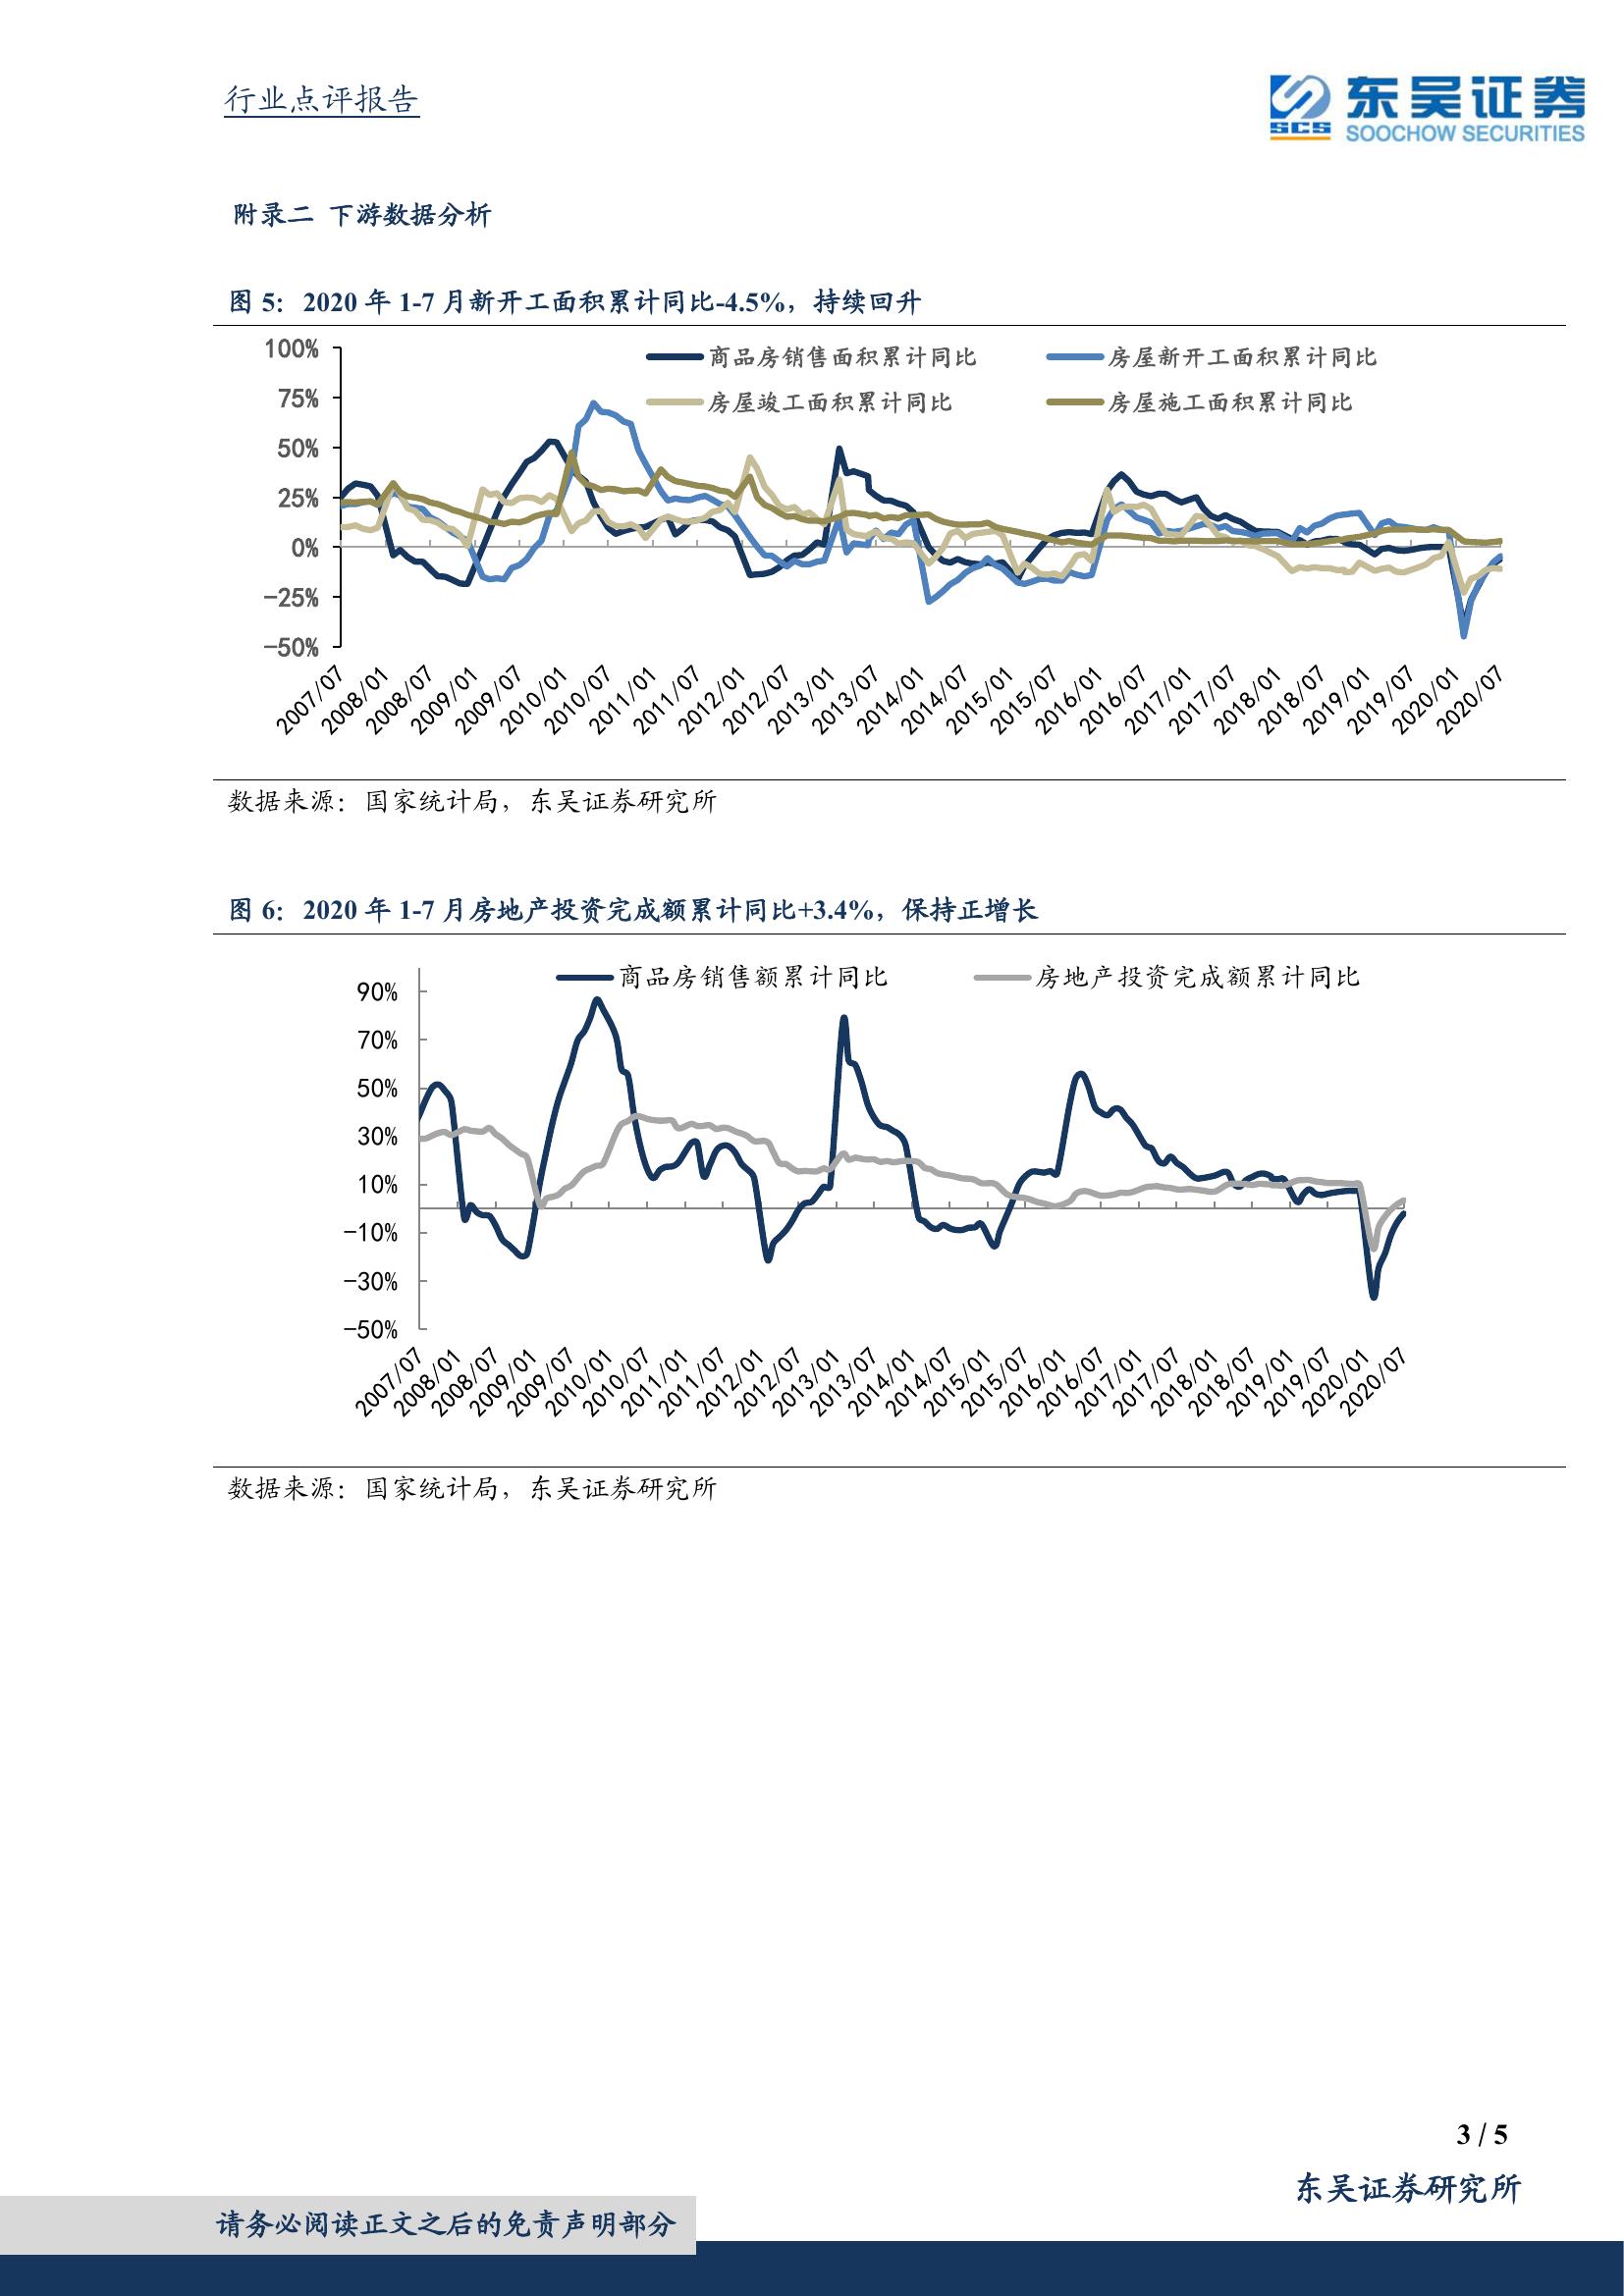 行业点评报告
SCS 东吴证券
SOOCHOW SECURITIES
附录二 下游数据分析
图 5：2020 年 1-7 月新开工面积累计同比-4.5%，持续回升
商品房销售面积累计同比 房屋新开工面积累计同比
房屋竣工面积累计同比 房屋施工面积累计同比
100%
75%
50%
25%
0%
-25%
-50%
2007/07 2008/01 2008/07 2009/01 2009/07 2010/01 2010/07 2011/01 2011/07 2012/01 2012/07 2013/01 2013/07 2014/01 2014/07 2015/01 2015/07 2016/01 2016/07 2017/01 2017/07 2018/01 2018/07 2019/01 2019/07 2020/01 2020/07
数据来源：国家统计局，东吴证券研究所
图 6：2020 年 1-7 月房地产投资完成额累计同比+3.4%，保持正增长
商品房销售额累计同比 房地产投资完成额累计同比
90%
70%
50%
30%
10%
-10%
-30%
-50%
2007/07 2008/01 2008/07 2009/01 2009/07 2010/01 2010/07 2011/01 2011/07 2012/01 2012/07 2013/01 2013/07 2014/01 2014/07 2015/01 2015/07 2016/01 2016/07 2017/01 2017/07 2018/01 2018/07 2019/01 2019/07 2020/01 2020/07
数据来源：国家统计局，东吴证券研究所
3 / 5
东吴证券研究所
请务必阅读正文之后的免责声明部分